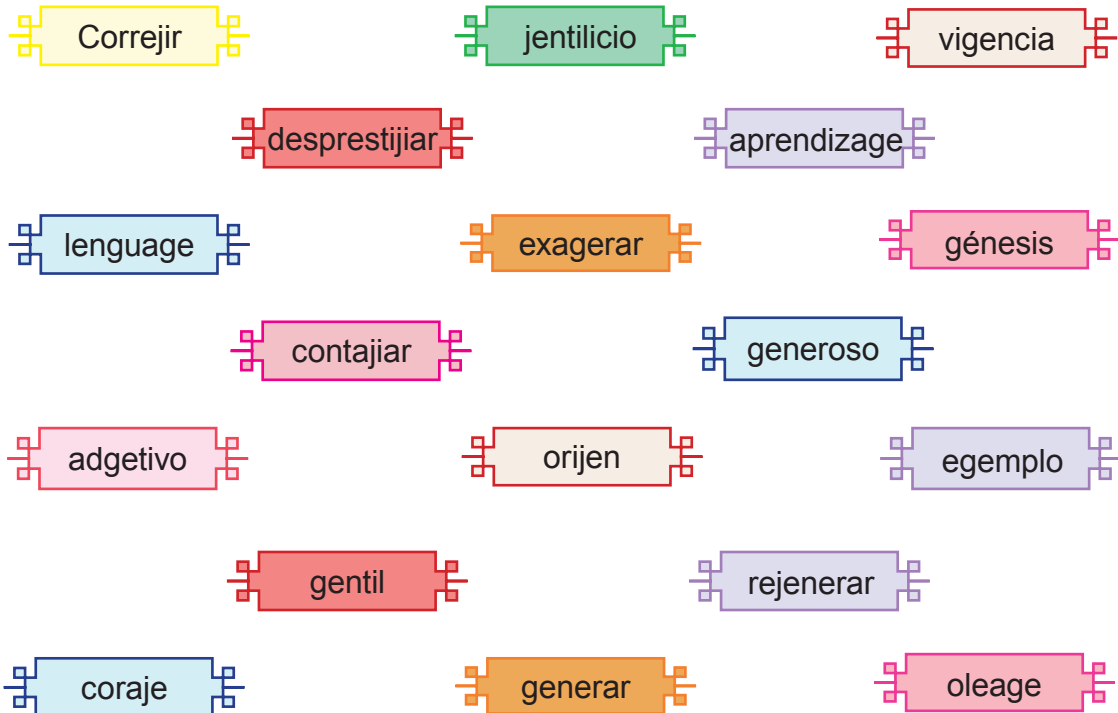 Correjir
jentilicio
vigencia
desprestijiar
aprendizage
lenguage
exagerar
génesis
contajiar
generoso
adgetivo
orijen
egemplo
gentil
rejenerar
coraje
generar
oleage